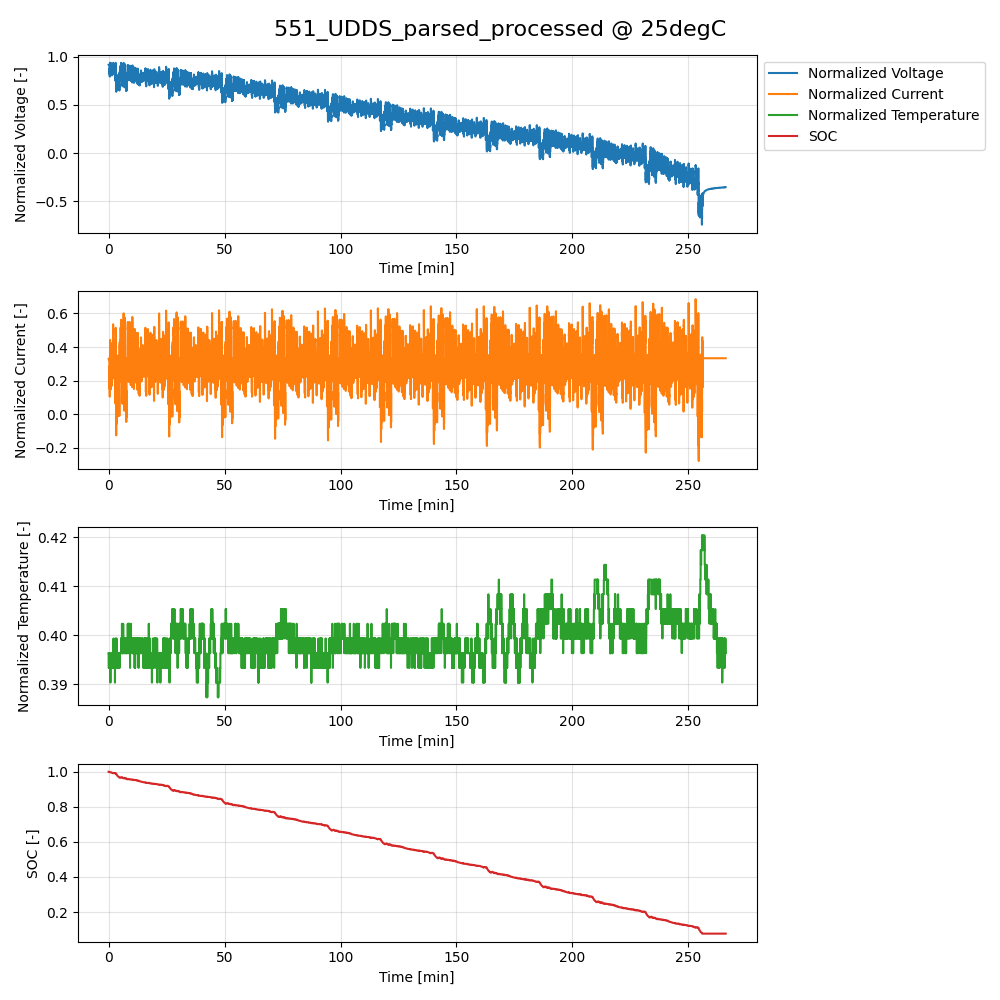 551_UDDS_parsed_processed @ 25degC
Normalized Voltage [-]
1.0
0.5
0.0
−0.5
0 50 100 150 200 250
Time [min]
Normalized Voltage
Normalized Current
Normalized Temperature
SOC
Normalized Current [-]
0.6
0.4
0.2
0.0
−0.2
0 50 100 150 200 250
Time [min]
Normalized Temperature [-]
0.42
0.41
0.40
0.39
0 50 100 150 200 250
Time [min]
SOC [-]
1.0
0.8
0.6
0.4
0.2
0 50 100 150 200 250
Time [min]